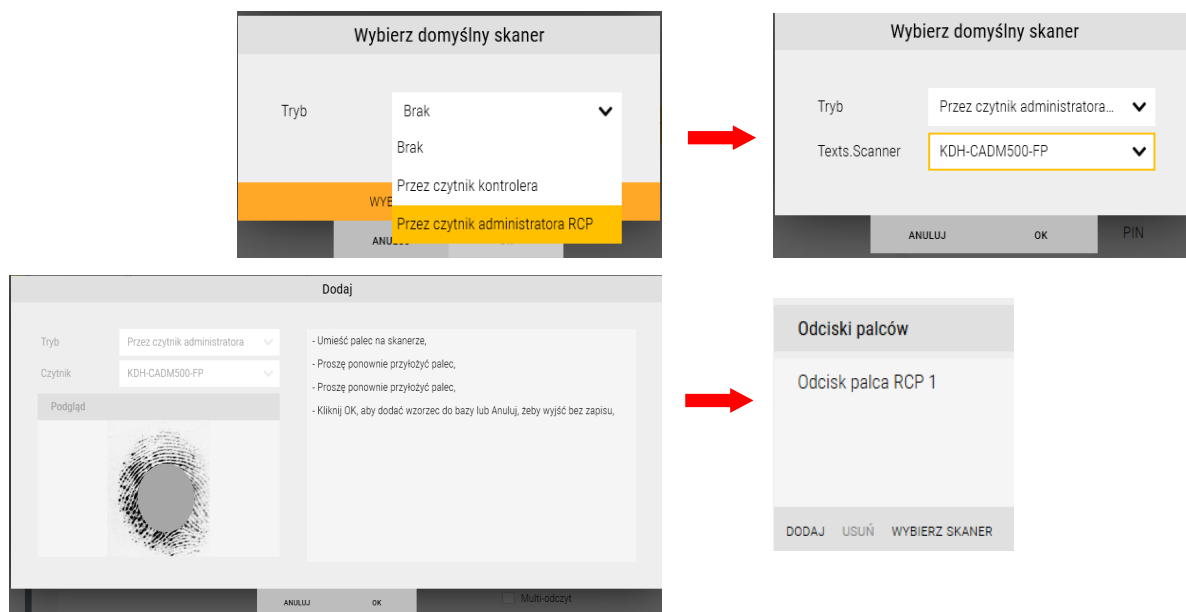 Wybierz domyślny skaner
Tryb Brak
Brak
Przez czytnik kontrolera
WYB
Przez czytnik administratora RCP
Wybierz domyślny skaner
Tryb Przez czytnik administratora...
Texts.Scanner KDH-CADM500-FP
ANULUJ OK PIN
Dodaj
Tryb Przez czytnik administratora
Czytnik KDH-CADM500-FP
Podgląd
- Umieść palec na skanerze,
- Proszę ponownie przyłożyć palec,
- Proszę ponownie przyłożyć palec,
- Kliknij OK, aby dodać wzorzec do bazy lub Anuluj, żeby wyjść bez zapisu,
ANULUJ OK Multi-odczyt
Odciski palców
Odcisk palca RCP 1
DODAJ USUŃ WYBIERZ SKANER